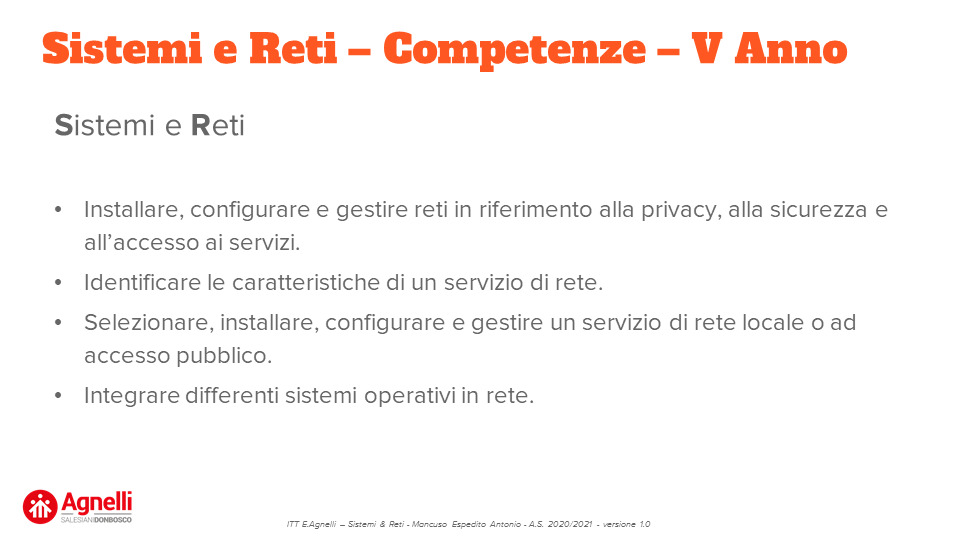 Sistemi e Reti – Competenze – V Anno
Sistemi e Reti
• Installare, configurare e gestire reti in riferimento alla privacy, alla sicurezza e
all’accesso ai servizi.
• Identificare le caratteristiche di un servizio di rete.
• Selezionare, installare, configurare e gestire un servizio di rete locale o ad
accesso pubblico.
• Integrare differenti sistemi operativi in rete.
Agnelli
SALESIANIDONBOSCO
ITT E.Agnelli – Sistemi & Reti - Mancuso Espedito Antonio - A.S. 2020/2021 - versione 1.0